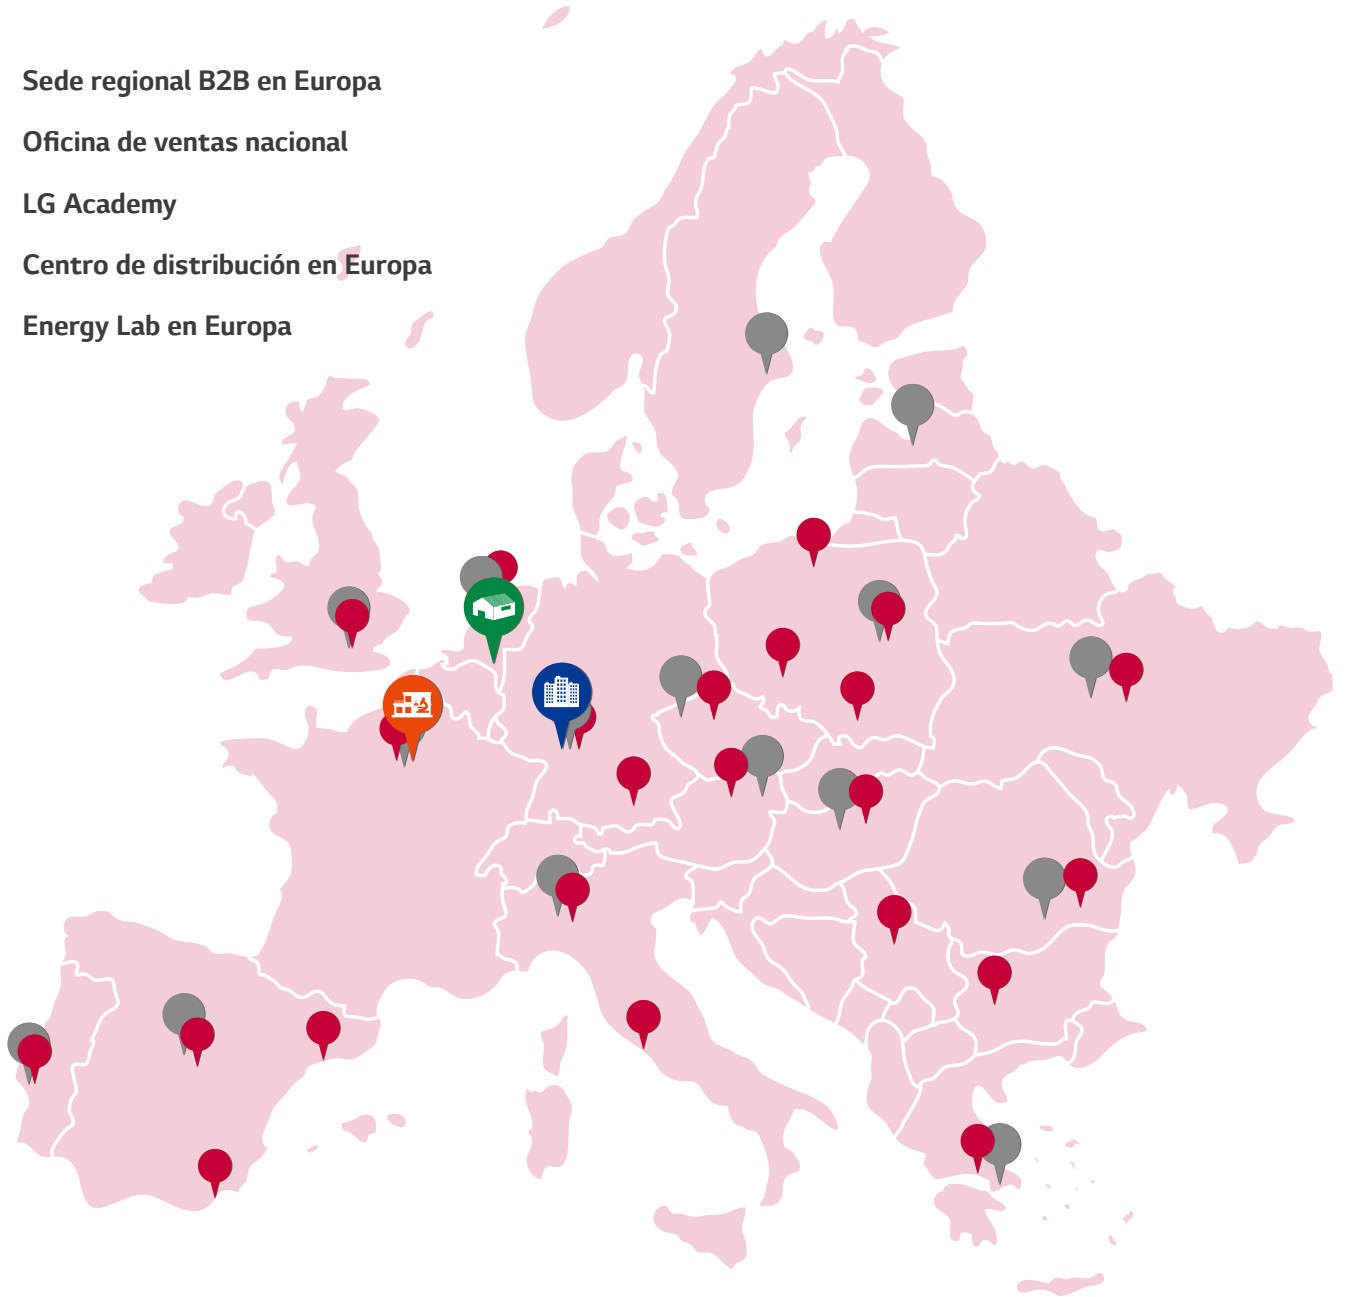 Sede regional B2B en Europa
Oficina de ventas nacional
LG Academy
Centro de distribución en Europa
Energy Lab en Europa